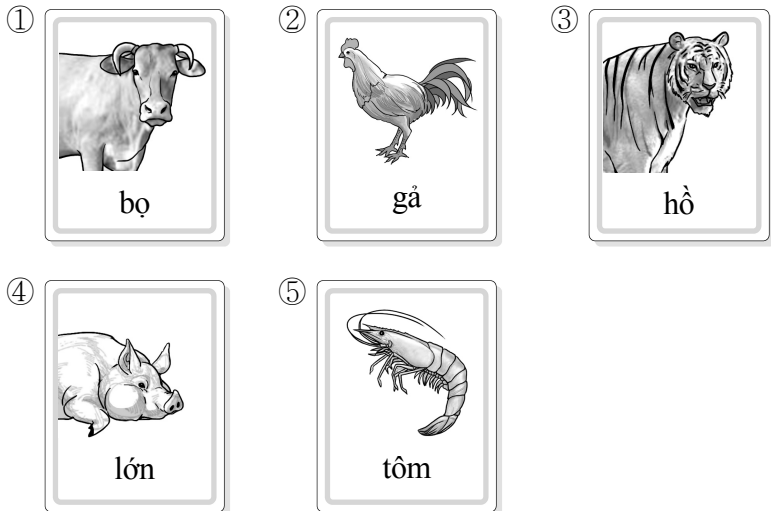 ① bọ
② gả
③ hồ
④ lớn
⑤ tôm